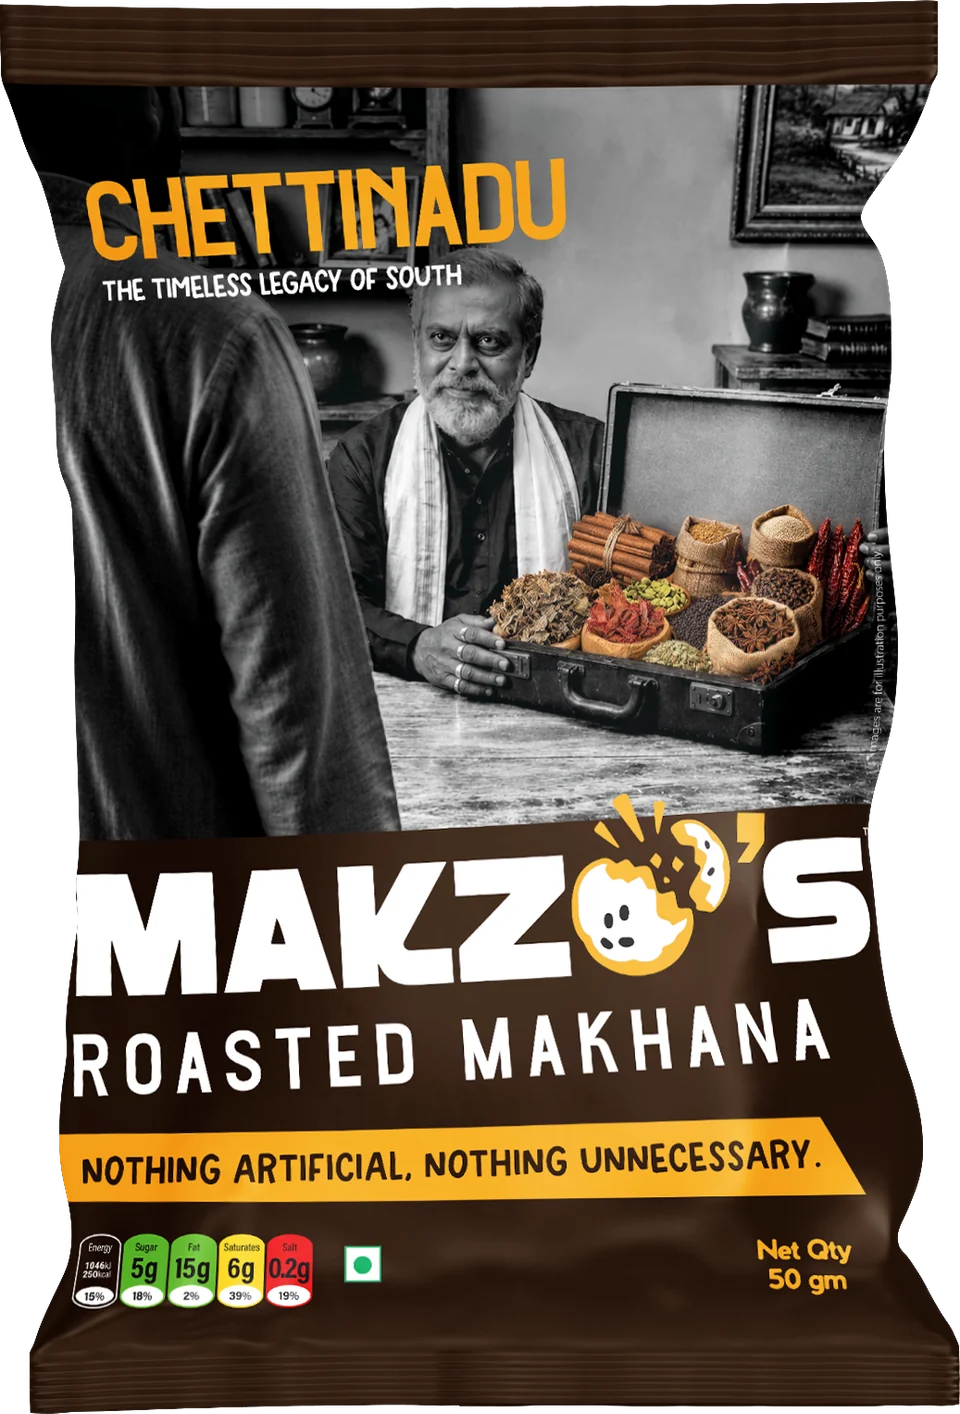 CHETTINADU
THE TIMELESS LEGACY OF SOUTH
Images are for illustration purposes only.
MAKZO'S
ROASTED MAKHANA
NOTHING ARTIFICIAL, NOTHING UNNECESSARY.
Energy
1046kJ
250kcal
15%
Sugar
5g
18%
Fat
15g
2%
Saturates
6g
39%
Salt
0.2g
19%
Net Qty
50 gm